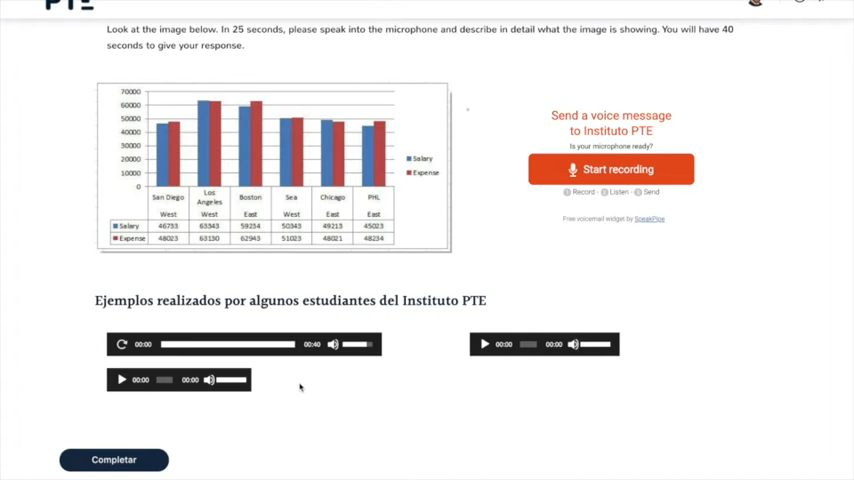 PTE
Look at the image below. In 25 seconds, please speak into the microphone and describe in detail what the image is showing. You will have 40
seconds to give your response.
70000
60000
50000
40000
30000
20000
10000
0
San Diego Los Angeles Boston Sea Chicago PHL
West West East West East East
Salary 46733 63343 59234 50343 49213 45023
Expense 48023 63130 62943 51023 48021 48234
Salary
Expense
Send a voice message
to Instituto PTE
Is your microphone ready?
Start recording
1 Record - 2 Listen - 3 Send
Free voicemail widget by SpeakPipe
Ejemplos realizados por algunos estudiantes del Instituto PTE
00:00 00:40
00:00 00:00
00:00 00:00
Completar